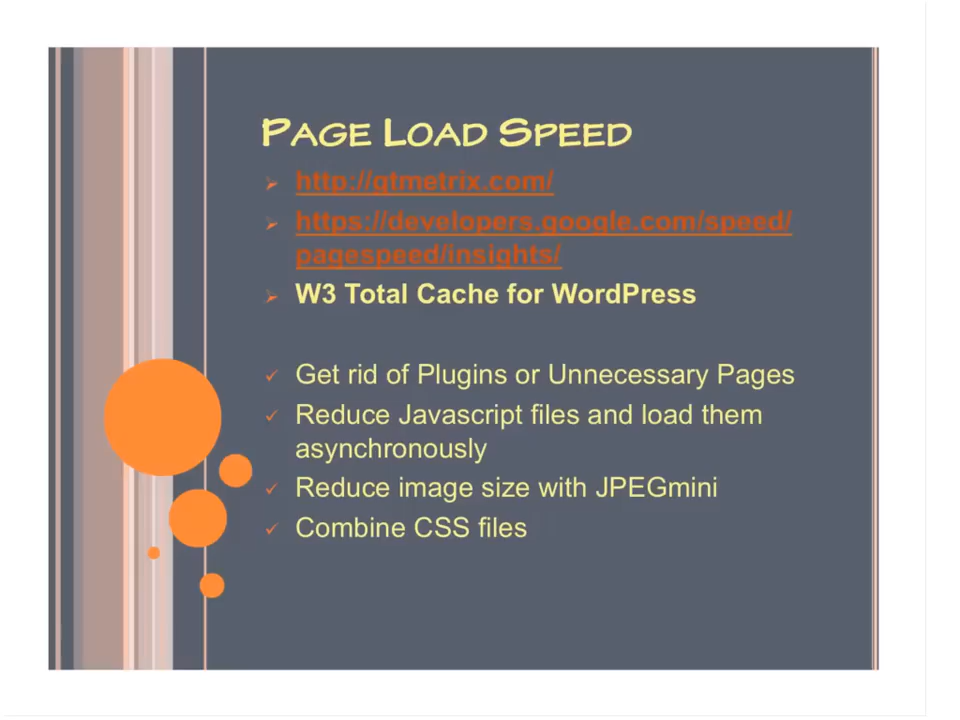 PAGE LOAD SPEED
http://gtmetrix.com/
https://developers.google.com/speed/
pagespeed/insights/
W3 Total Cache for WordPress
Get rid of Plugins or Unnecessary Pages
Reduce Javascript files and load them
asynchronously
Reduce image size with JPEGmini
Combine CSS files